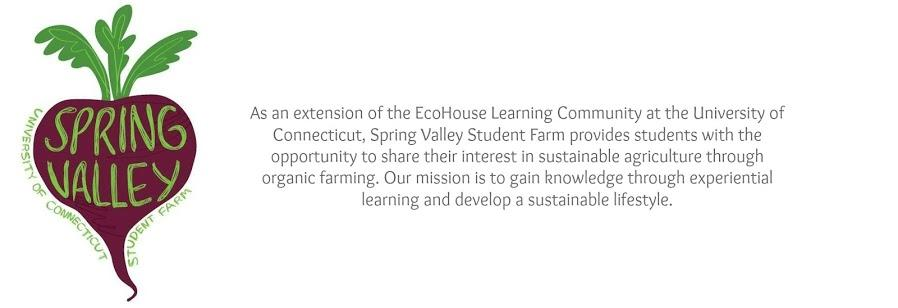 SPRING
VALLEY
UNIVERSITY OF CONNECTICUT
STUDENT FARM
As an extension of the EcoHouse Learning Community at the University of
Connecticut, Spring Valley Student Farm provides students with the
opportunity to share their interest in sustainable agriculture through
organic farming. Our mission is to gain knowledge through experiential
learning and develop a sustainable lifestyle.